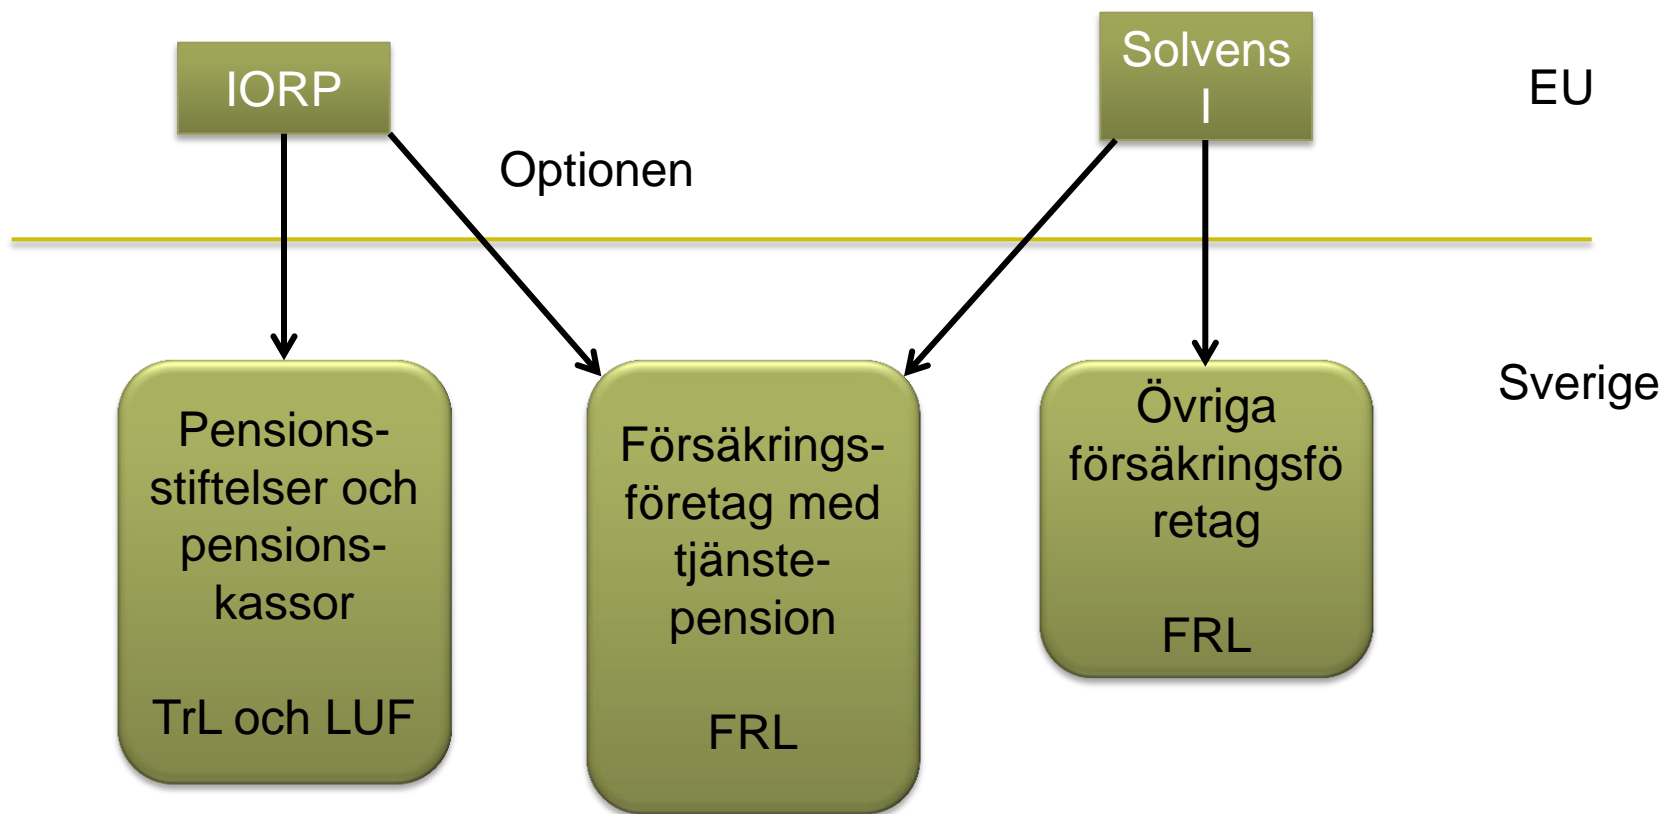 IORP
Solvens
I
EU
Optionen
Sverige
Pensions-
stiftelser och
pensions-
kassor
TrL och LUF
Försäkrings-
företag med
tjänste-
pension
FRL
Övriga
försäkringsfö
retag
FRL